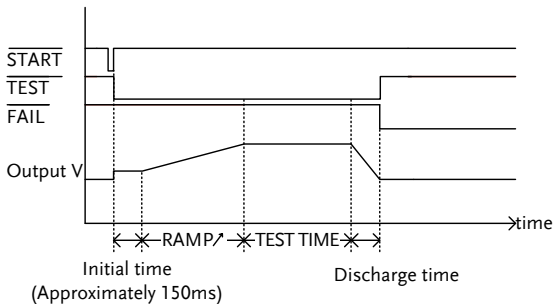 START
TEST
FAIL
Output V
time
RAMP↗
TEST TIME
Initial time
(Approximately 150ms)
Discharge time